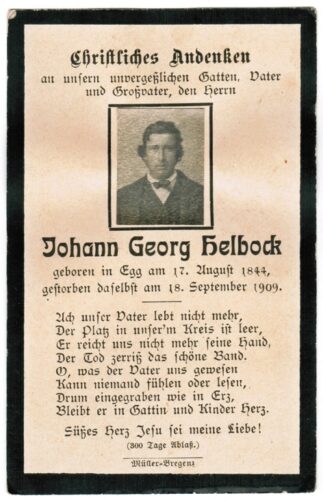 Christliches Andenken
an unsern unvergeßlichen Gatten, Vater
und Großvater, den Herrn
Johann Georg Helbock
geboren in Egg am 17. August 1844,
gestorben daselbst am 18. September 1909.
Ach unser Vater lebt nicht mehr,
Der Platz in unser'm Kreis ist leer,
Er reicht uns nicht mehr seine Hand,
Der Tod zerriß das schöne Band.
O, was der Vater uns gewesen
Kann niemand fühlen oder lesen,
Drum eingegraben wie in Erz,
Bleibt er in Gattin und Kinder Herz.
Süßes Herz Jesu sei meine Liebe!
(300 Tage Ablaß.)
Müller-Bregenz